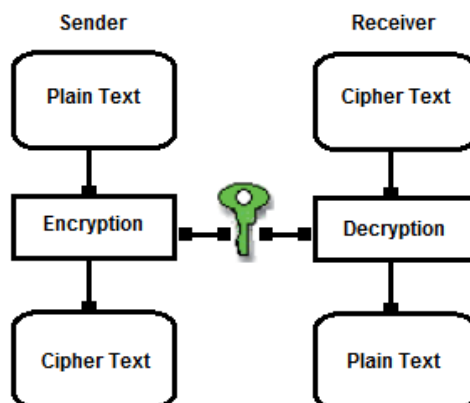 Sender
Receiver
Plain Text
Cipher Text
Encryption
Decryption
Cipher Text
Plain Text